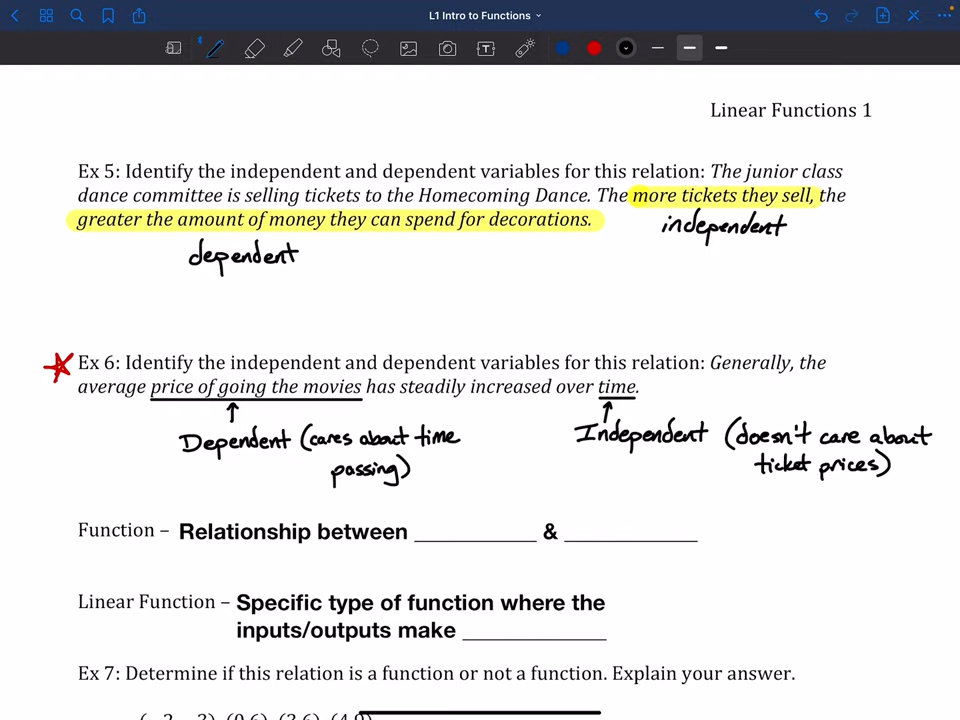 L1 Intro to Functions
Linear Functions 1
Ex 5: Identify the independent and dependent variables for this relation: The junior class
dance committee is selling tickets to the Homecoming Dance. The more tickets they sell, the
greater the amount of money they can spend for decorations.
independent
dependent
Ex 6: Identify the independent and dependent variables for this relation: Generally, the
average price of going the movies has steadily increased over time.
Dependent (cares about time
passing)
Independent (doesn't care about
ticket prices)
Function – Relationship between ____________ & _____________
Linear Function – Specific type of function where the
inputs/outputs make ______________
Ex 7: Determine if this relation is a function or not a function. Explain your answer.